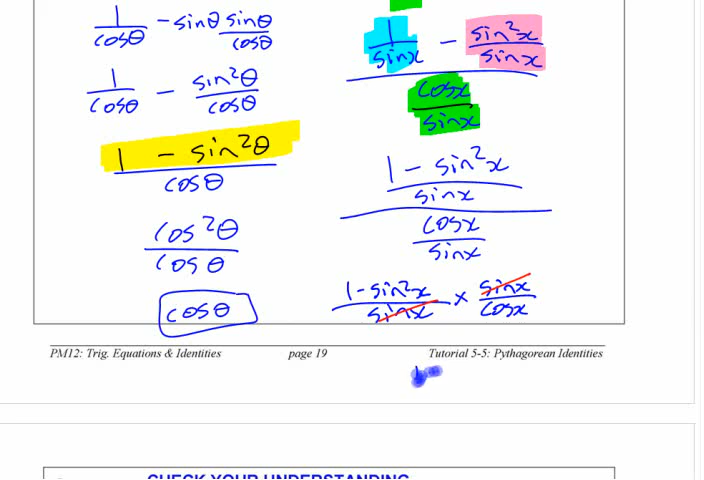 1/cosθ - sinθ sinθ/cosθ
1/cosθ - sin²θ/cosθ
1 - sin²θ/cosθ
cos²θ/cosθ
cosθ
1/sinx - sin²x/sinx
cosx/sinx
1 - sin²x/sinx
cosx/sinx
1-sin²x/sinx × sinx/cosx
PM12: Trig. Equations & Identities page 19 Tutorial 5-5: Pythagorean Identities
CHECK YOUR UNDERSTANDING